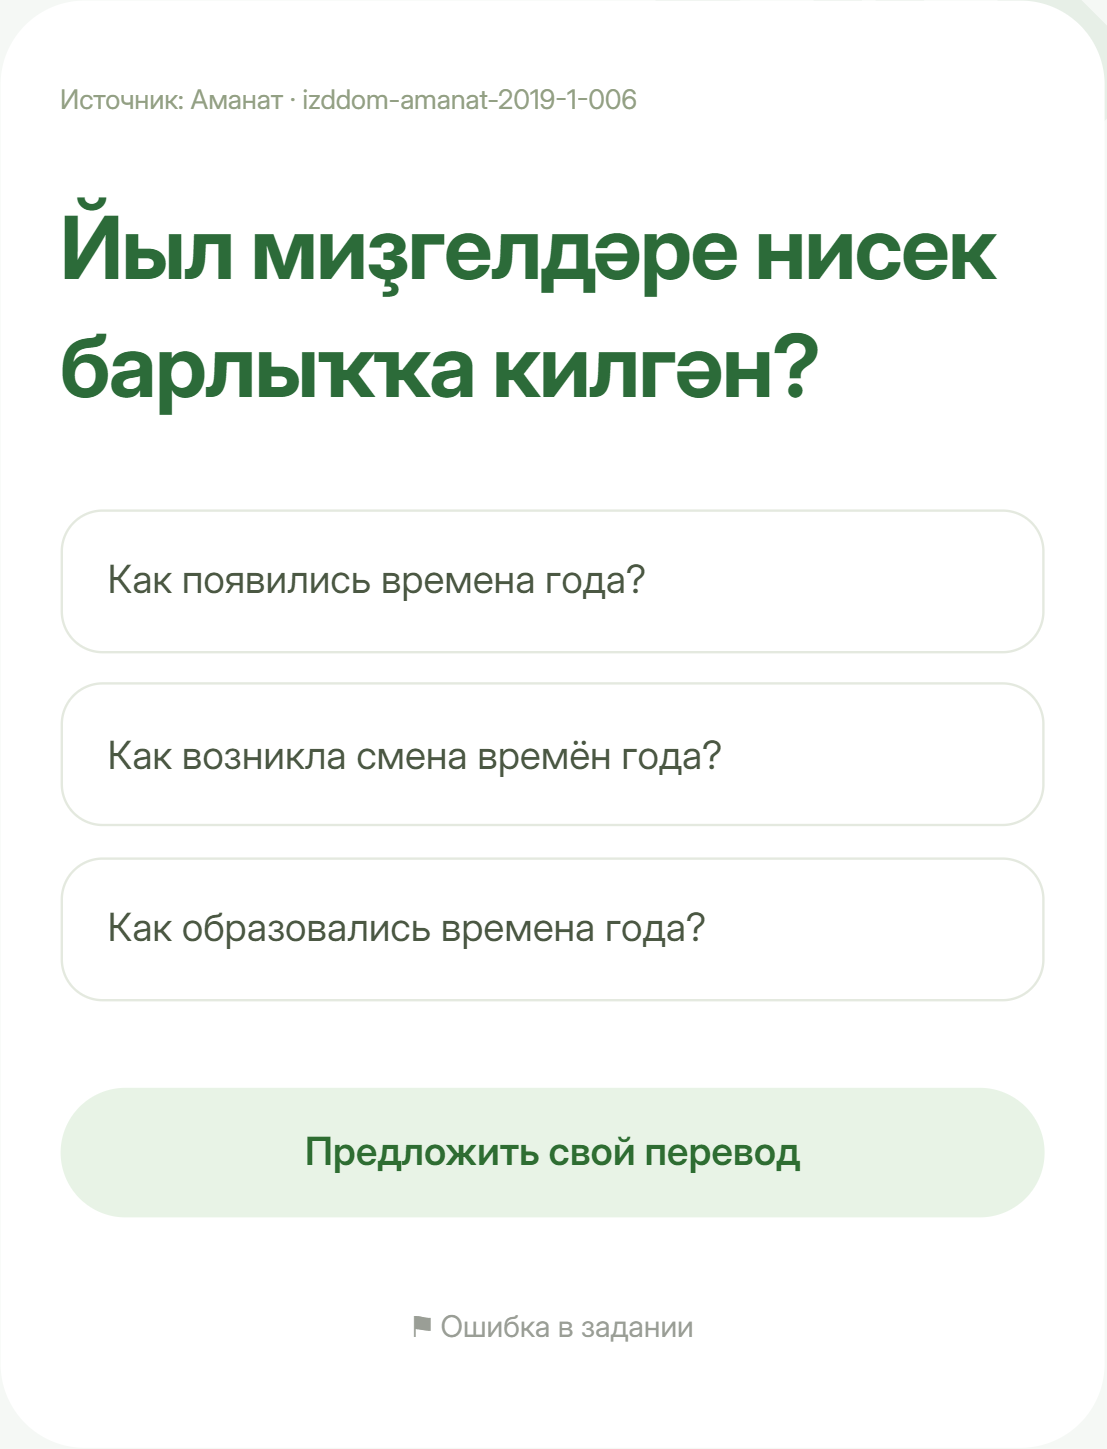 Источник: Аманат · izddom-amanat-2019-1-006
Йыл миҙгелдәре нисек
барлыҡҡа килгән?
Как появились времена года?
Как возникла смена времён года?
Как образовались времена года?
Предложить свой перевод
⚑ Ошибка в задании